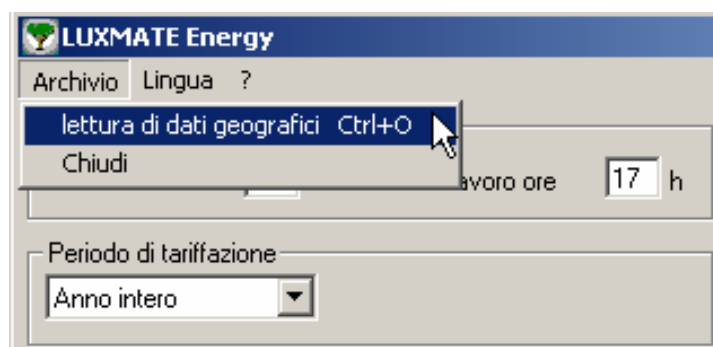 LUXMATE Energy
Archivio Lingua ?
lettura di dati geografici Ctrl+O
Chiudi
avoro ore 17 h
Periodo di tariffazione
Anno intero